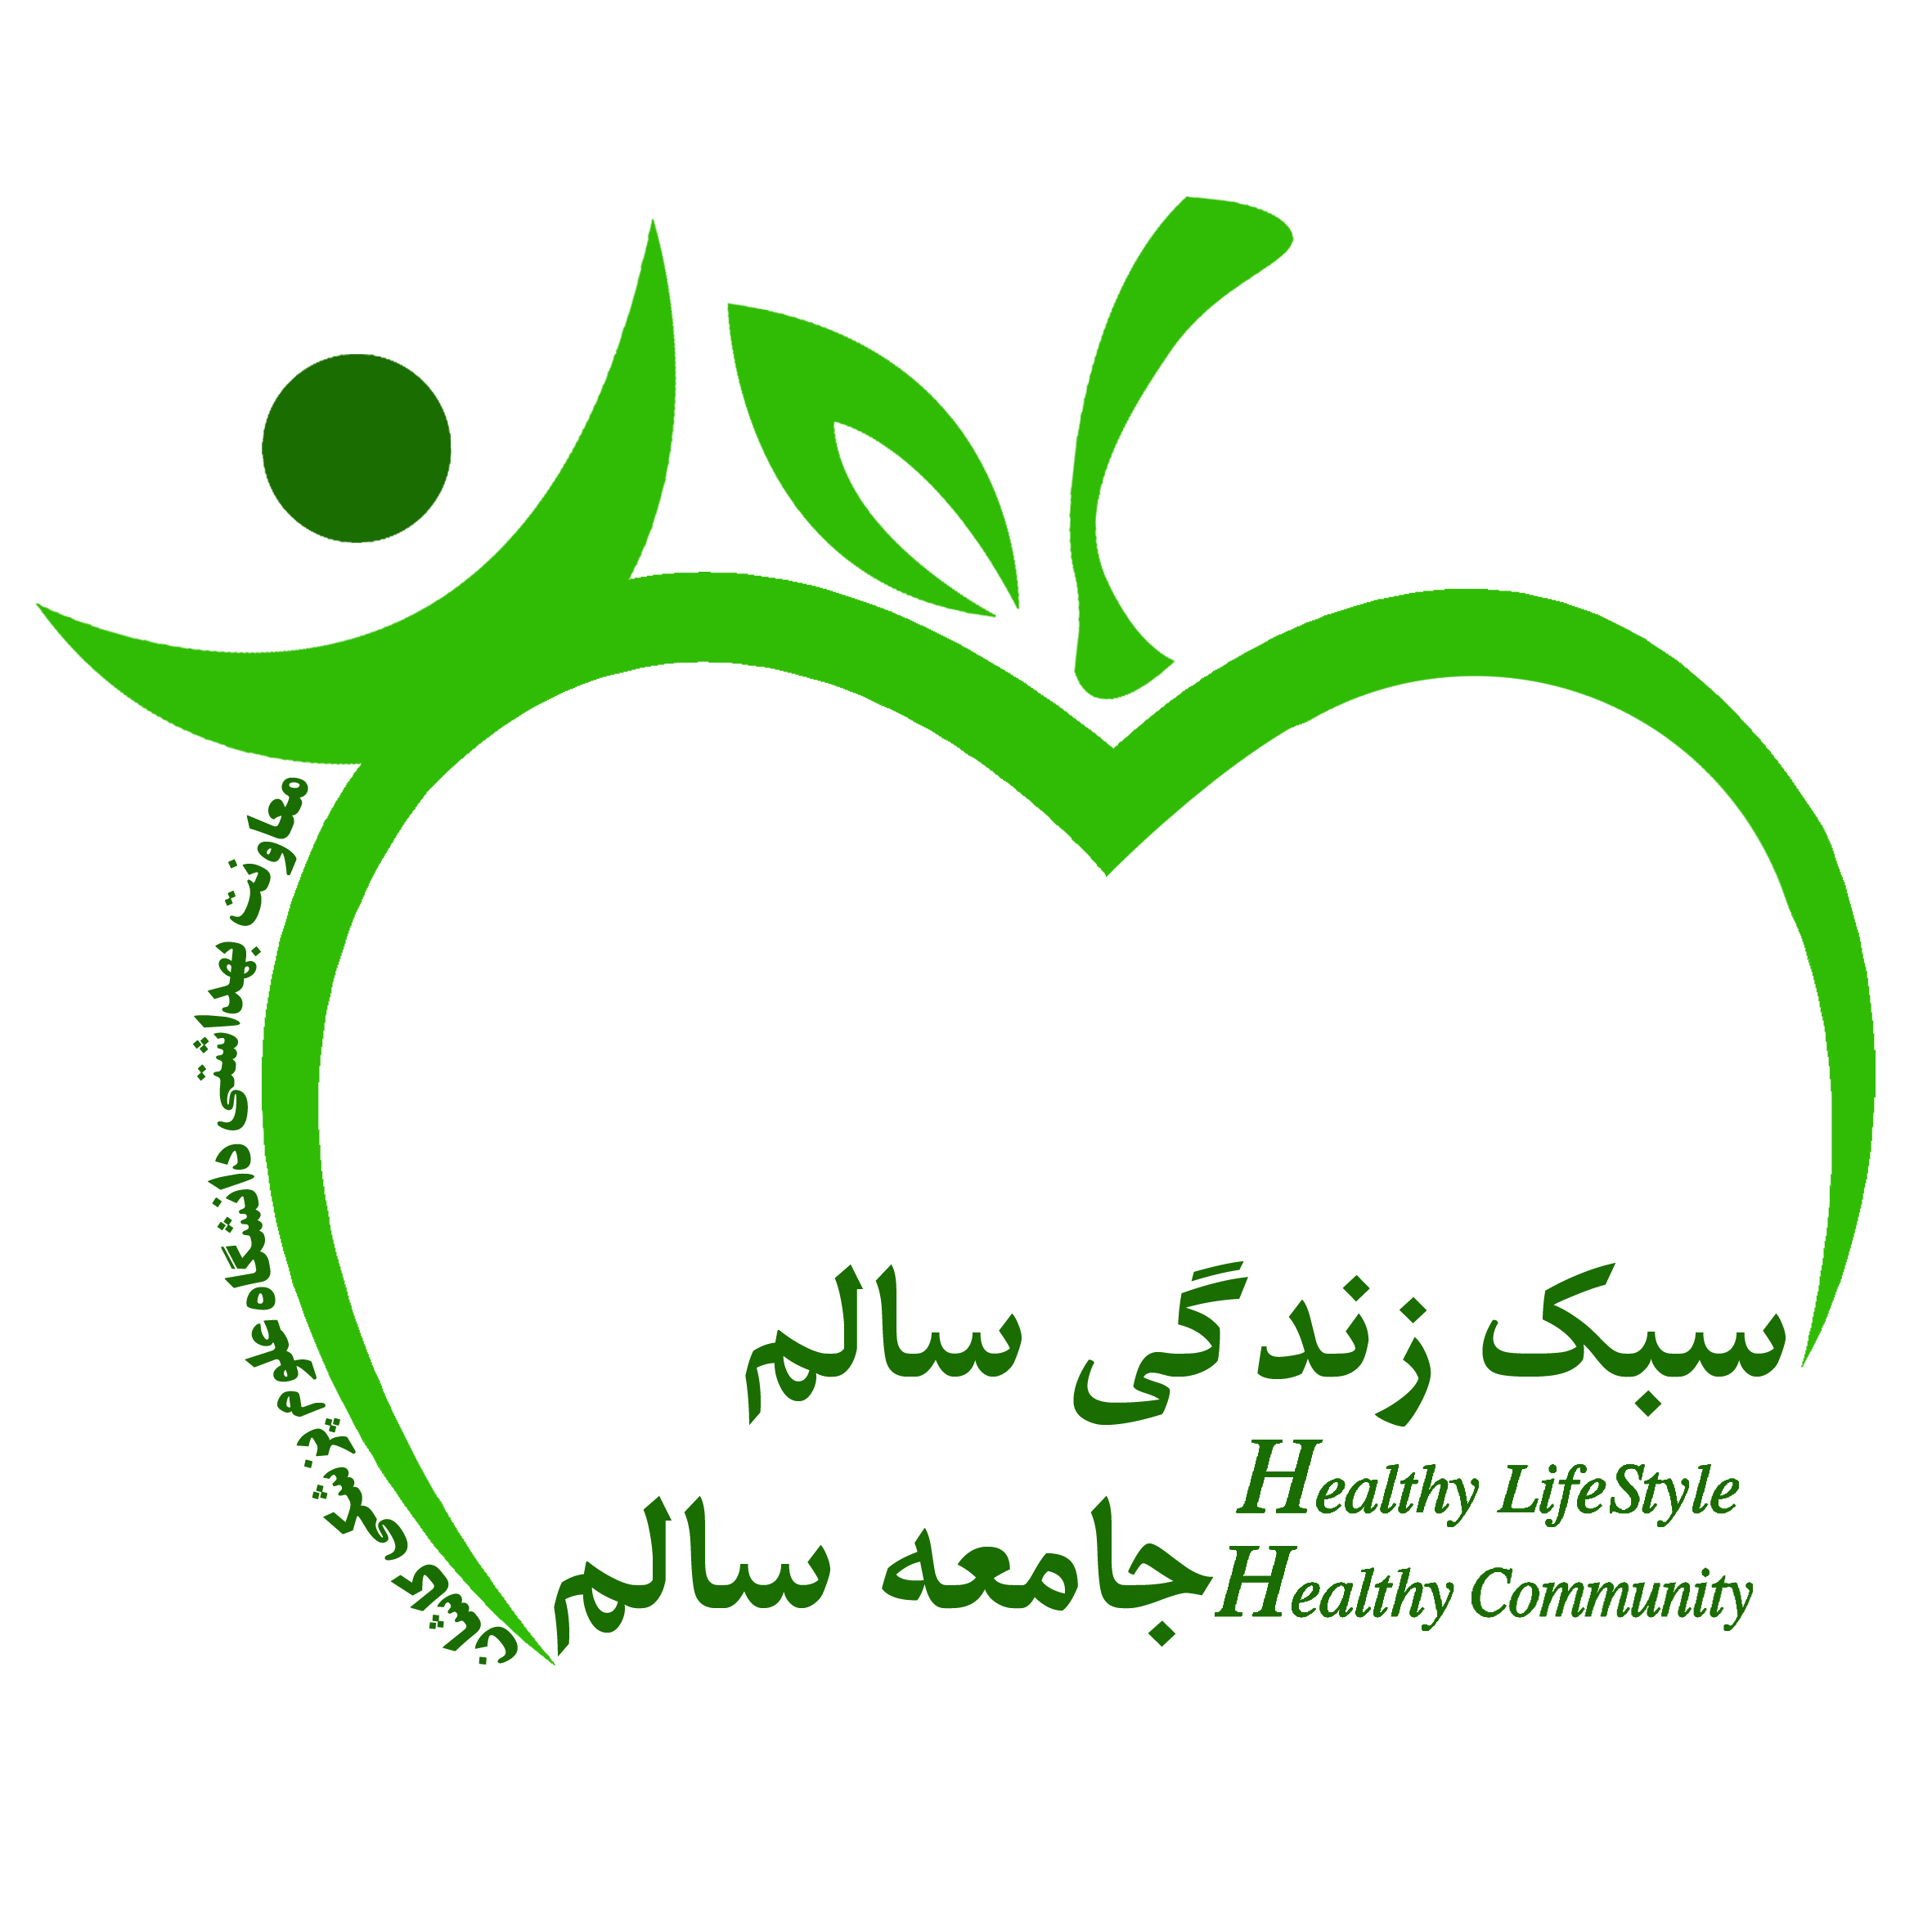 معاونت بهداشتی دانشگاه علوم پزشکی
سبک زندگی سالم
Healthy LifeStyle
جامعه سالم
Healthy Community